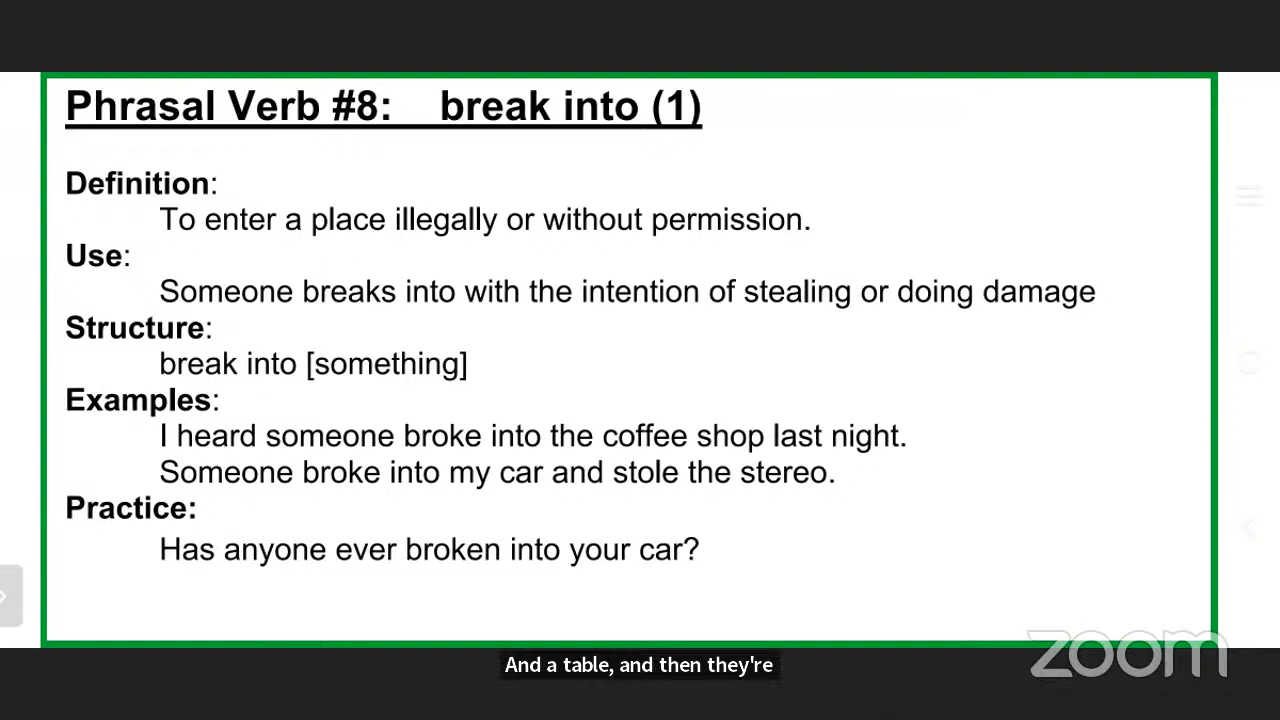 Phrasal Verb #8: break into (1)
Definition:
To enter a place illegally or without permission.
Use:
Someone breaks into with the intention of stealing or doing damage
Structure:
break into [something]
Examples:
I heard someone broke into the coffee shop last night.
Someone broke into my car and stole the stereo.
Practice:
Has anyone ever broken into your car?
zoom
And a table, and then they're